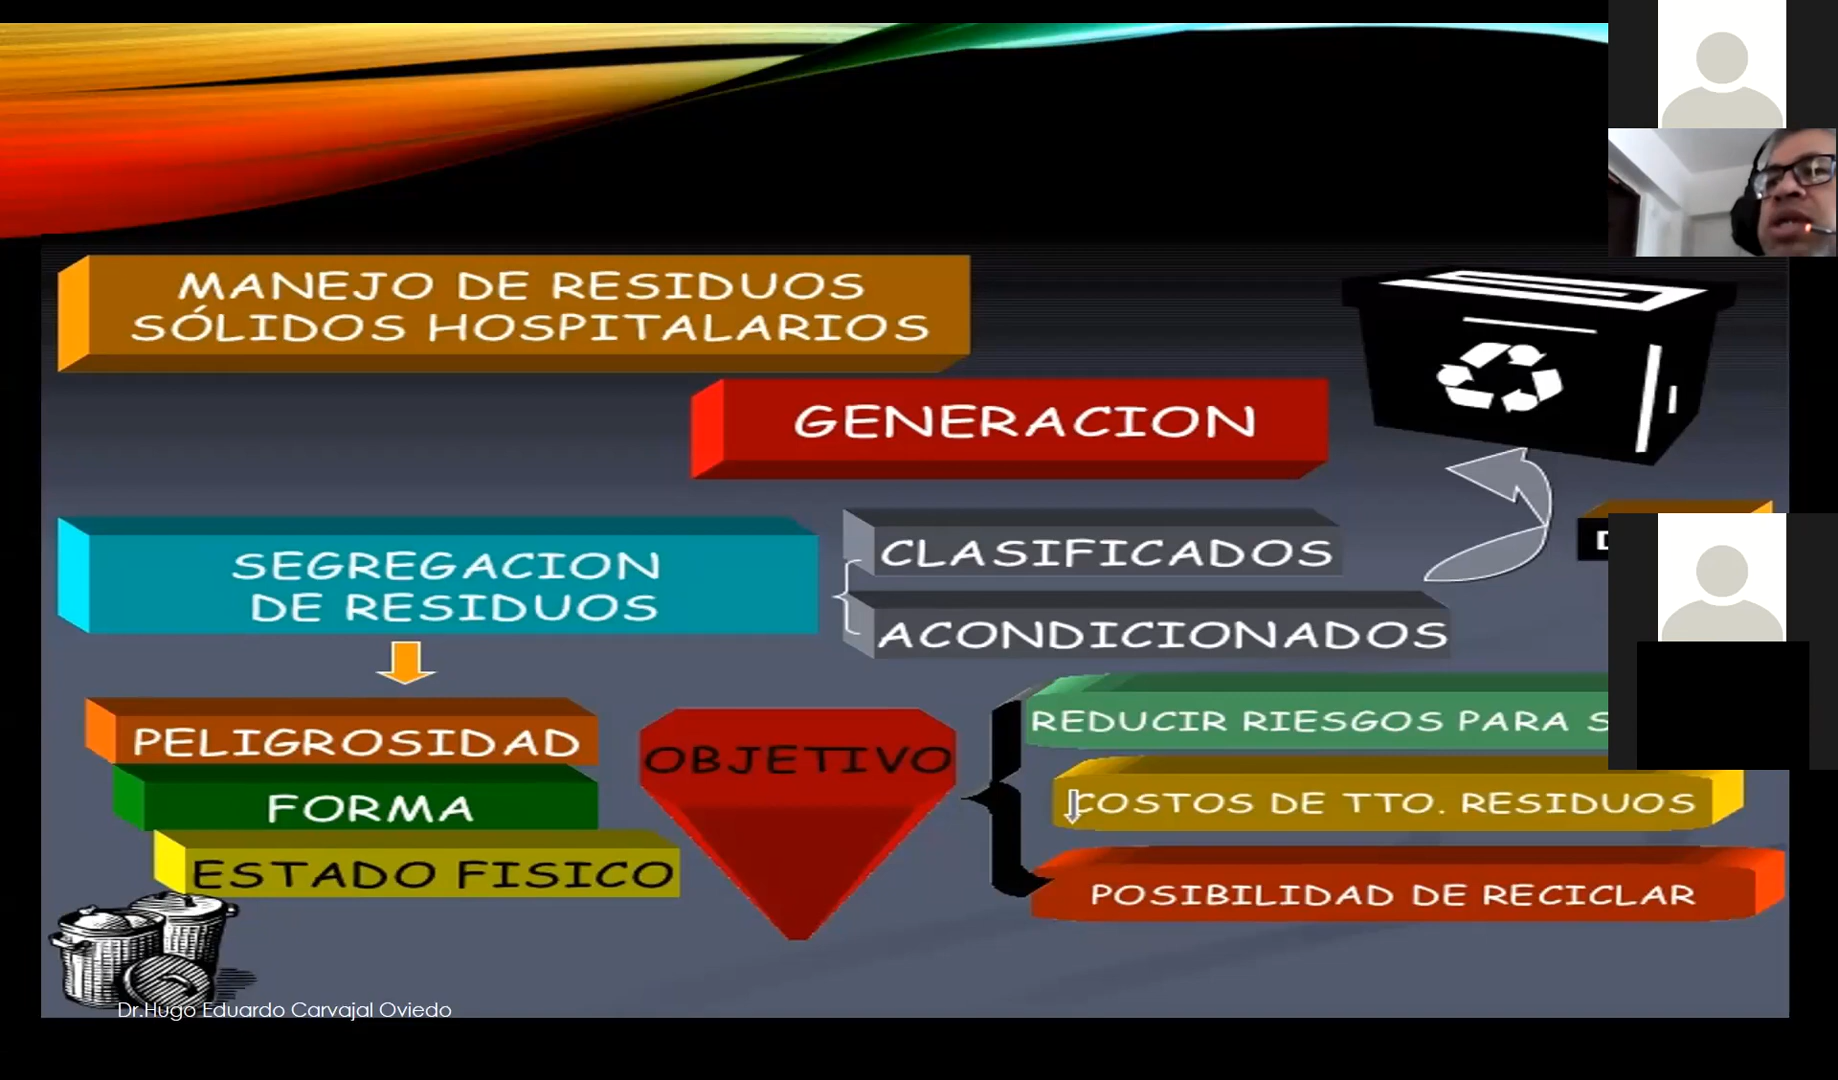 MANEJO DE RESIDUOS
SÓLIDOS HOSPITALARIOS
GENERACION
SEGREGACION
DE RESIDUOS
CLASIFICADOS
ACONDICIONADOS
PELIGROSIDAD
FORMA
ESTADO FISICO
OBJETIVO
REDUCIR RIESGOS PARA
COSTOS DE TTO. RESIDUOS
POSIBILIDAD DE RECICLAR
Dr.Hugo Eduardo Carvajal Oviedo